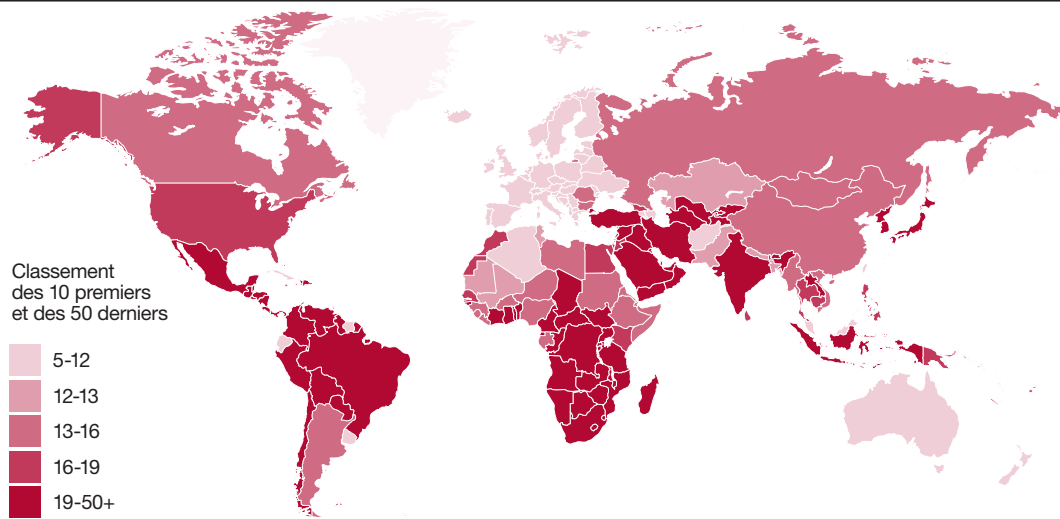 Classement
des 10 premiers
et des 50 derniers
5-12
12-13
13-16
16-19
19-50+